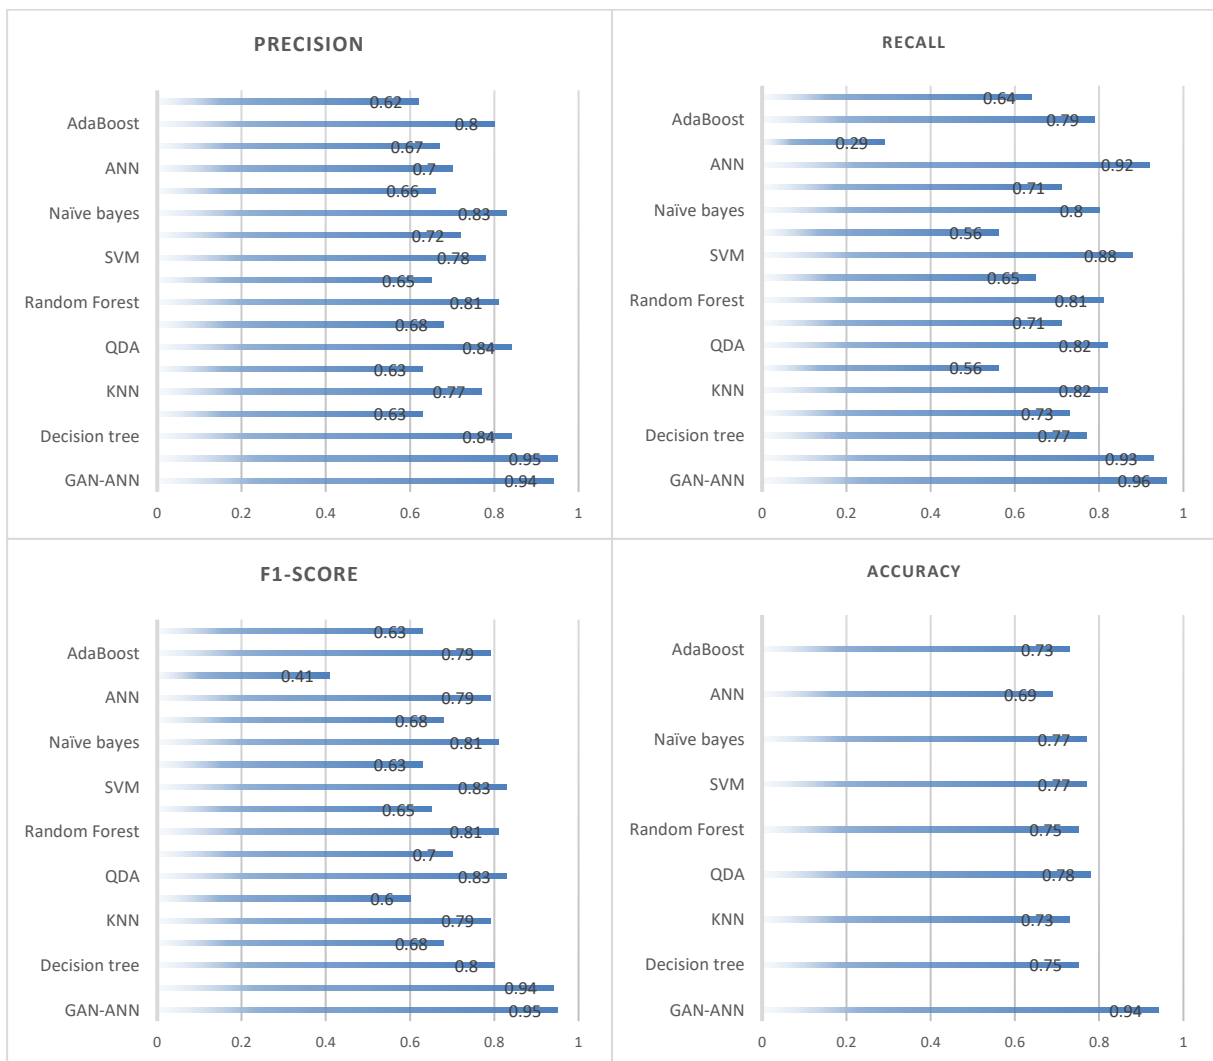 PRECISION
0.62
AdaBoost 0.8
0.67
ANN 0.7
0.66
Naïve bayes 0.83
0.72
SVM 0.78
0.65
Random Forest 0.81
0.68
QDA 0.84
0.63
KNN 0.77
0.63
Decision tree 0.84
0.95
GAN-ANN 0.94
0 0.2 0.4 0.6 0.8 1
RECALL
0.64
AdaBoost 0.79
0.29
ANN 0.92
0.71
Naïve bayes 0.8
0.56
SVM 0.88
0.65
Random Forest 0.81
0.71
QDA 0.82
0.56
KNN 0.82
0.73
Decision tree 0.77
0.93
GAN-ANN 0.96
0 0.2 0.4 0.6 0.8 1
F1-SCORE
0.63
AdaBoost 0.79
0.41
ANN 0.79
0.68
Naïve bayes 0.81
0.63
SVM 0.83
0.65
Random Forest 0.81
0.7
QDA 0.83
0.6
KNN 0.79
0.68
Decision tree 0.8
0.94
GAN-ANN 0.95
0 0.2 0.4 0.6 0.8 1
ACCURACY
AdaBoost 0.73
ANN 0.69
Naïve bayes 0.77
SVM 0.77
Random Forest 0.75
QDA 0.78
KNN 0.73
Decision tree 0.75
GAN-ANN 0.94
0 0.2 0.4 0.6 0.8 1